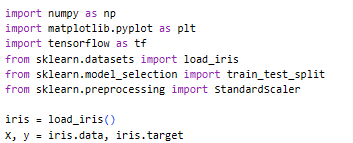 import numpy as np
import matplotlib.pyplot as plt
import tensorflow as tf
from sklearn.datasets import load_iris
from sklearn.model_selection import train_test_split
from sklearn.preprocessing import StandardScaler

iris = load_iris()
X, y = iris.data, iris.target